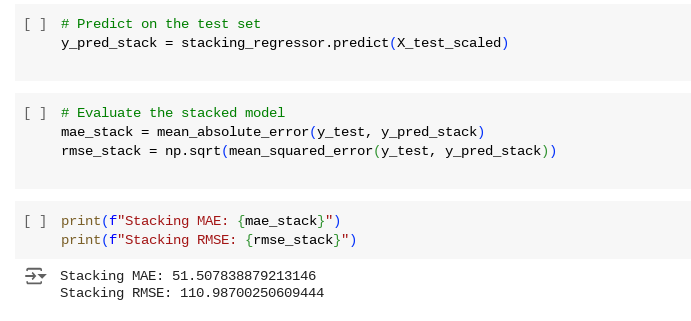 [ ] # Predict on the test set
y_pred_stack = stacking_regressor.predict(X_test_scaled)
[ ] # Evaluate the stacked model
mae_stack = mean_absolute_error(y_test, y_pred_stack)
rmse_stack = np.sqrt(mean_squared_error(y_test, y_pred_stack))
[ ] print(f"Stacking MAE: {mae_stack}")
print(f"Stacking RMSE: {rmse_stack}")
Stacking MAE: 51.507838879213146
Stacking RMSE: 110.98700250609444